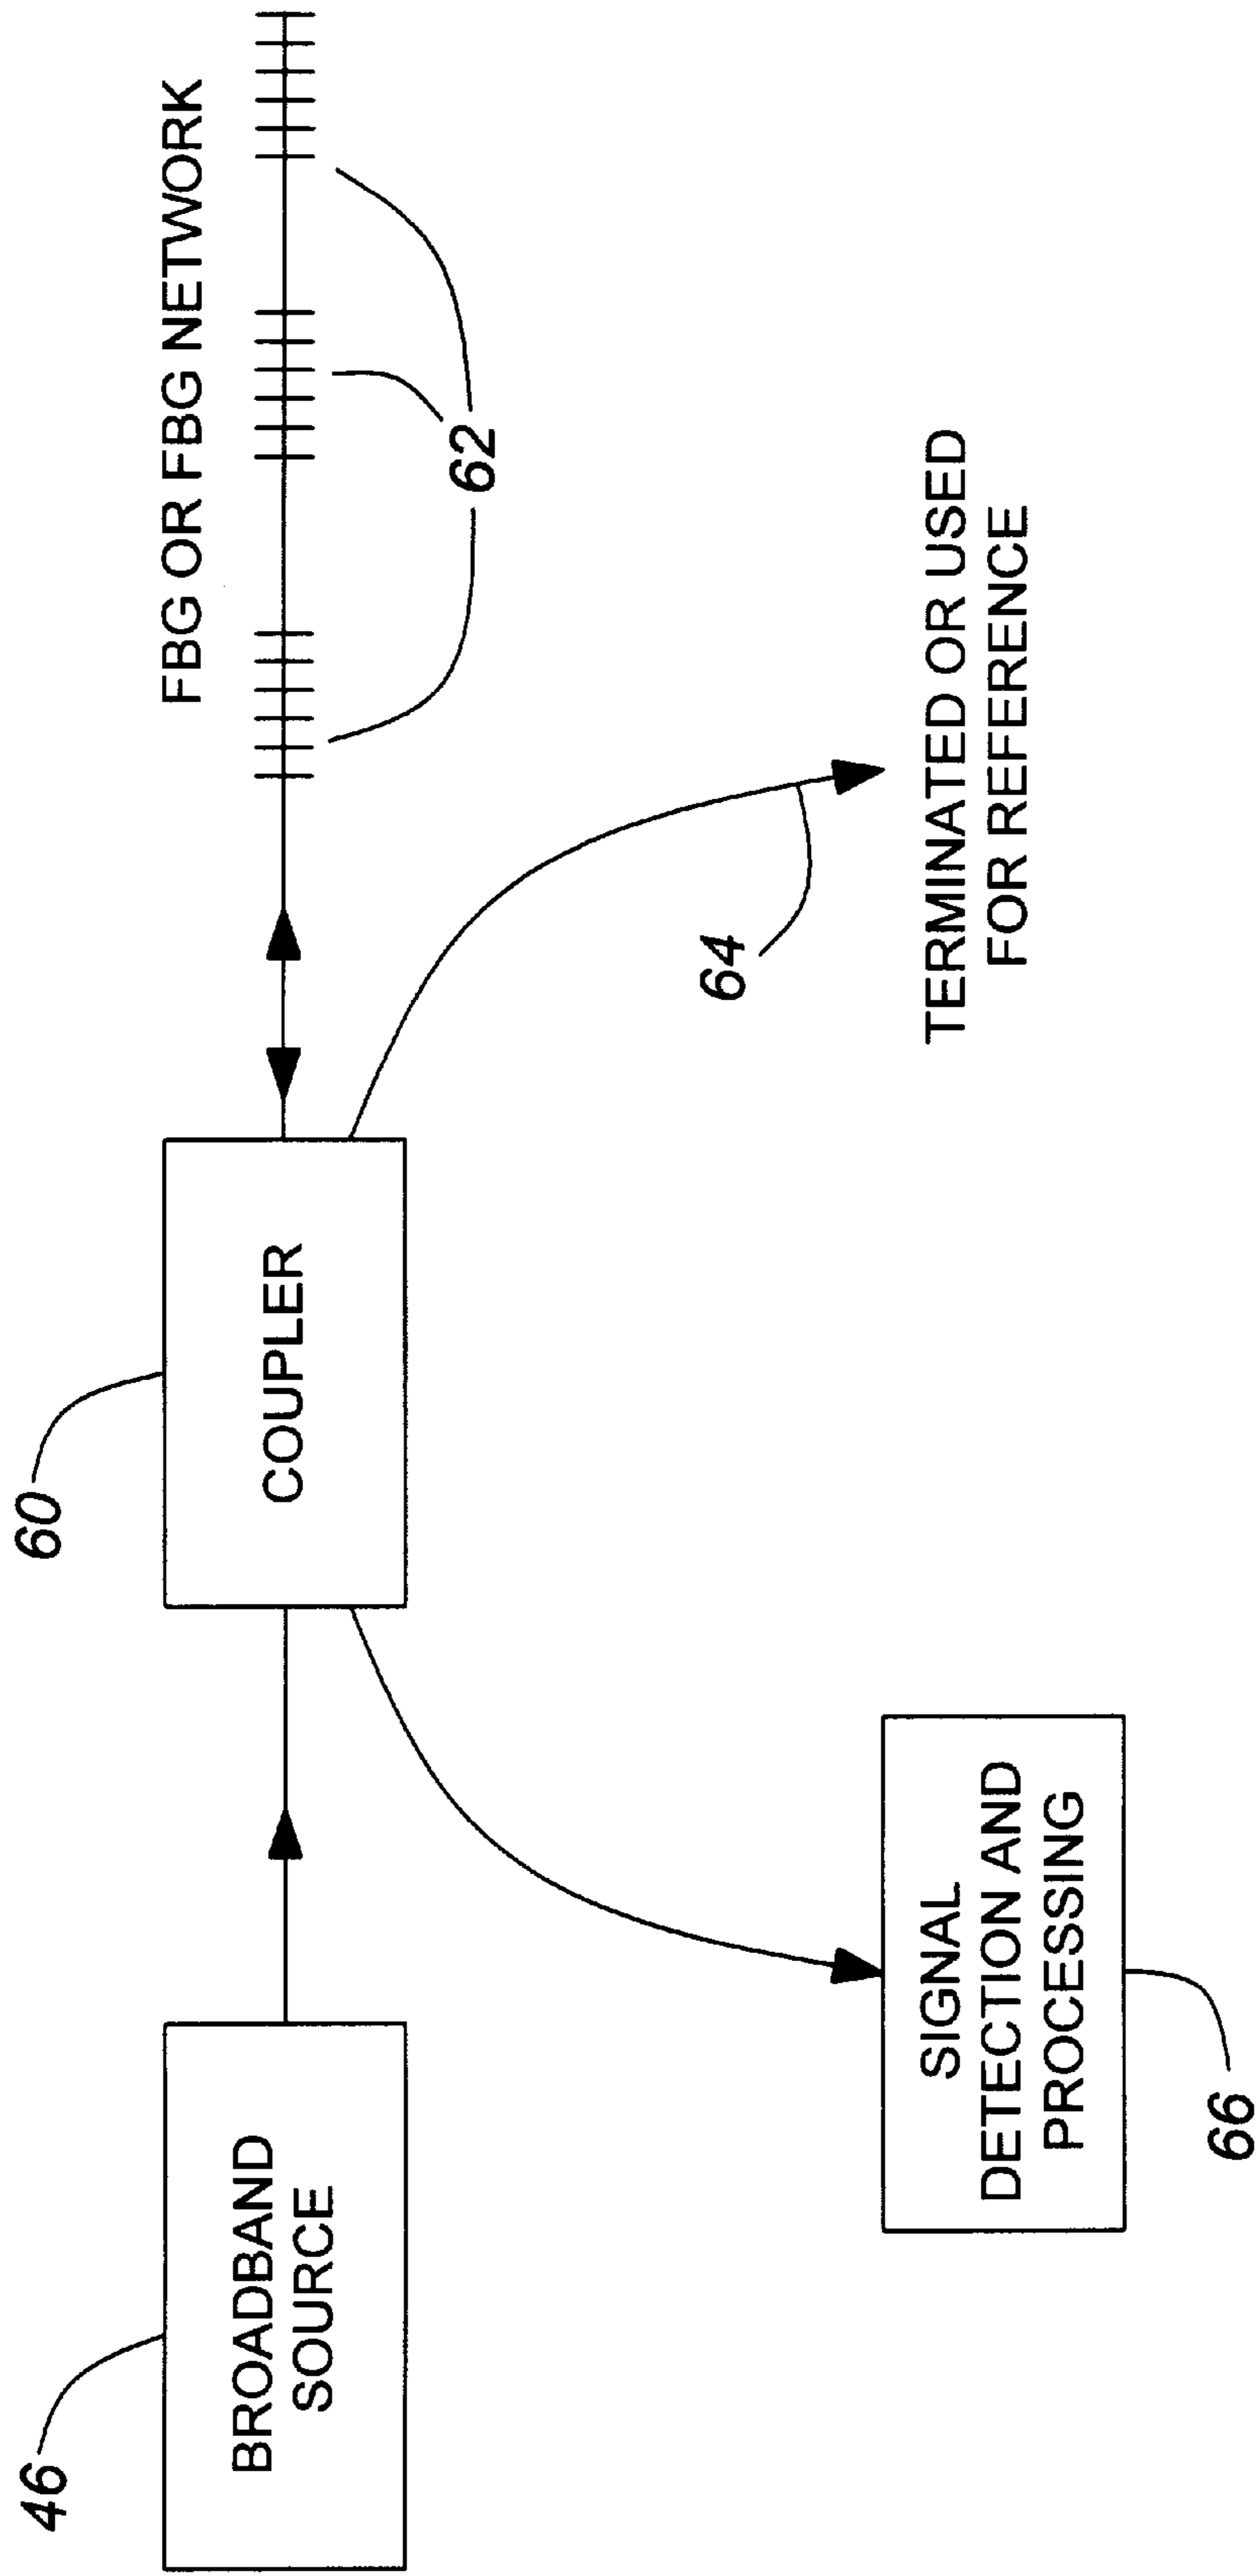 46
BROADBAND
SOURCE
60
COUPLER
FBG OR FBG NETWORK
62
64
TERMINATED OR USED
FOR REFERENCE
SIGNAL
DETECTION AND
PROCESSING
66